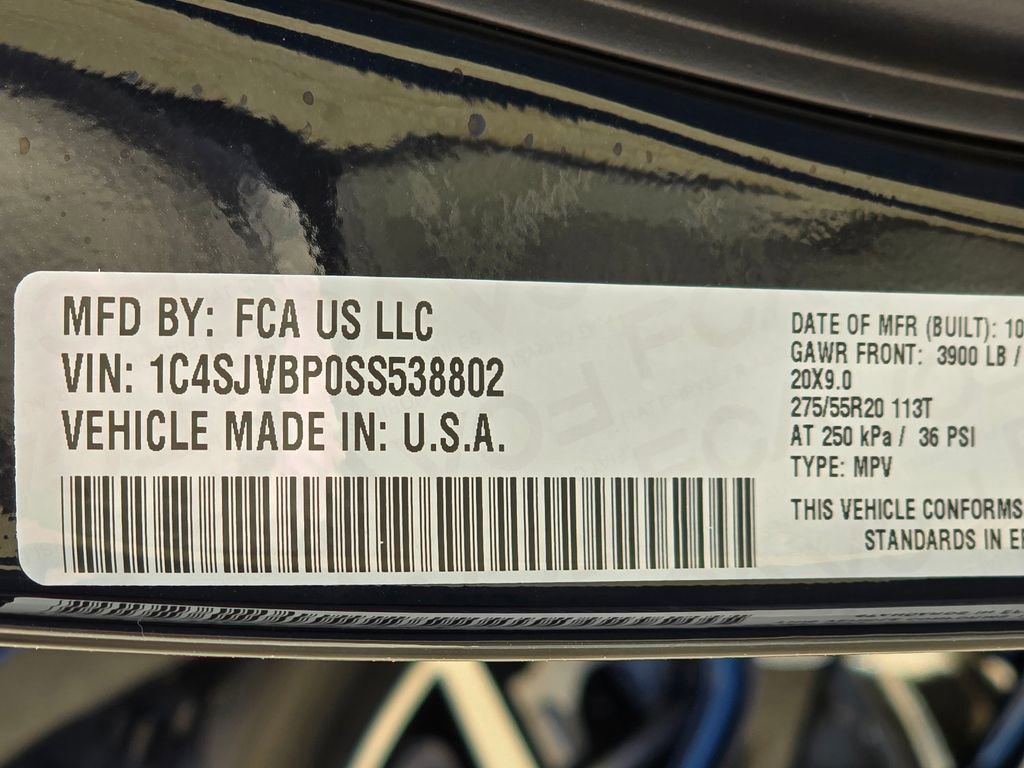 MFD BY: FCA US LLC
VIN: 1C4SJVBP0SS538802
VEHICLE MADE IN: U.S.A.
DATE OF MFR (BUILT): 10
GAWR FRONT: 3900 LB /
20X9.0
275/55R20 113T
AT 250 kPa / 36 PSI
TYPE: MPV
THIS VEHICLE CONFORMS
STANDARDS IN